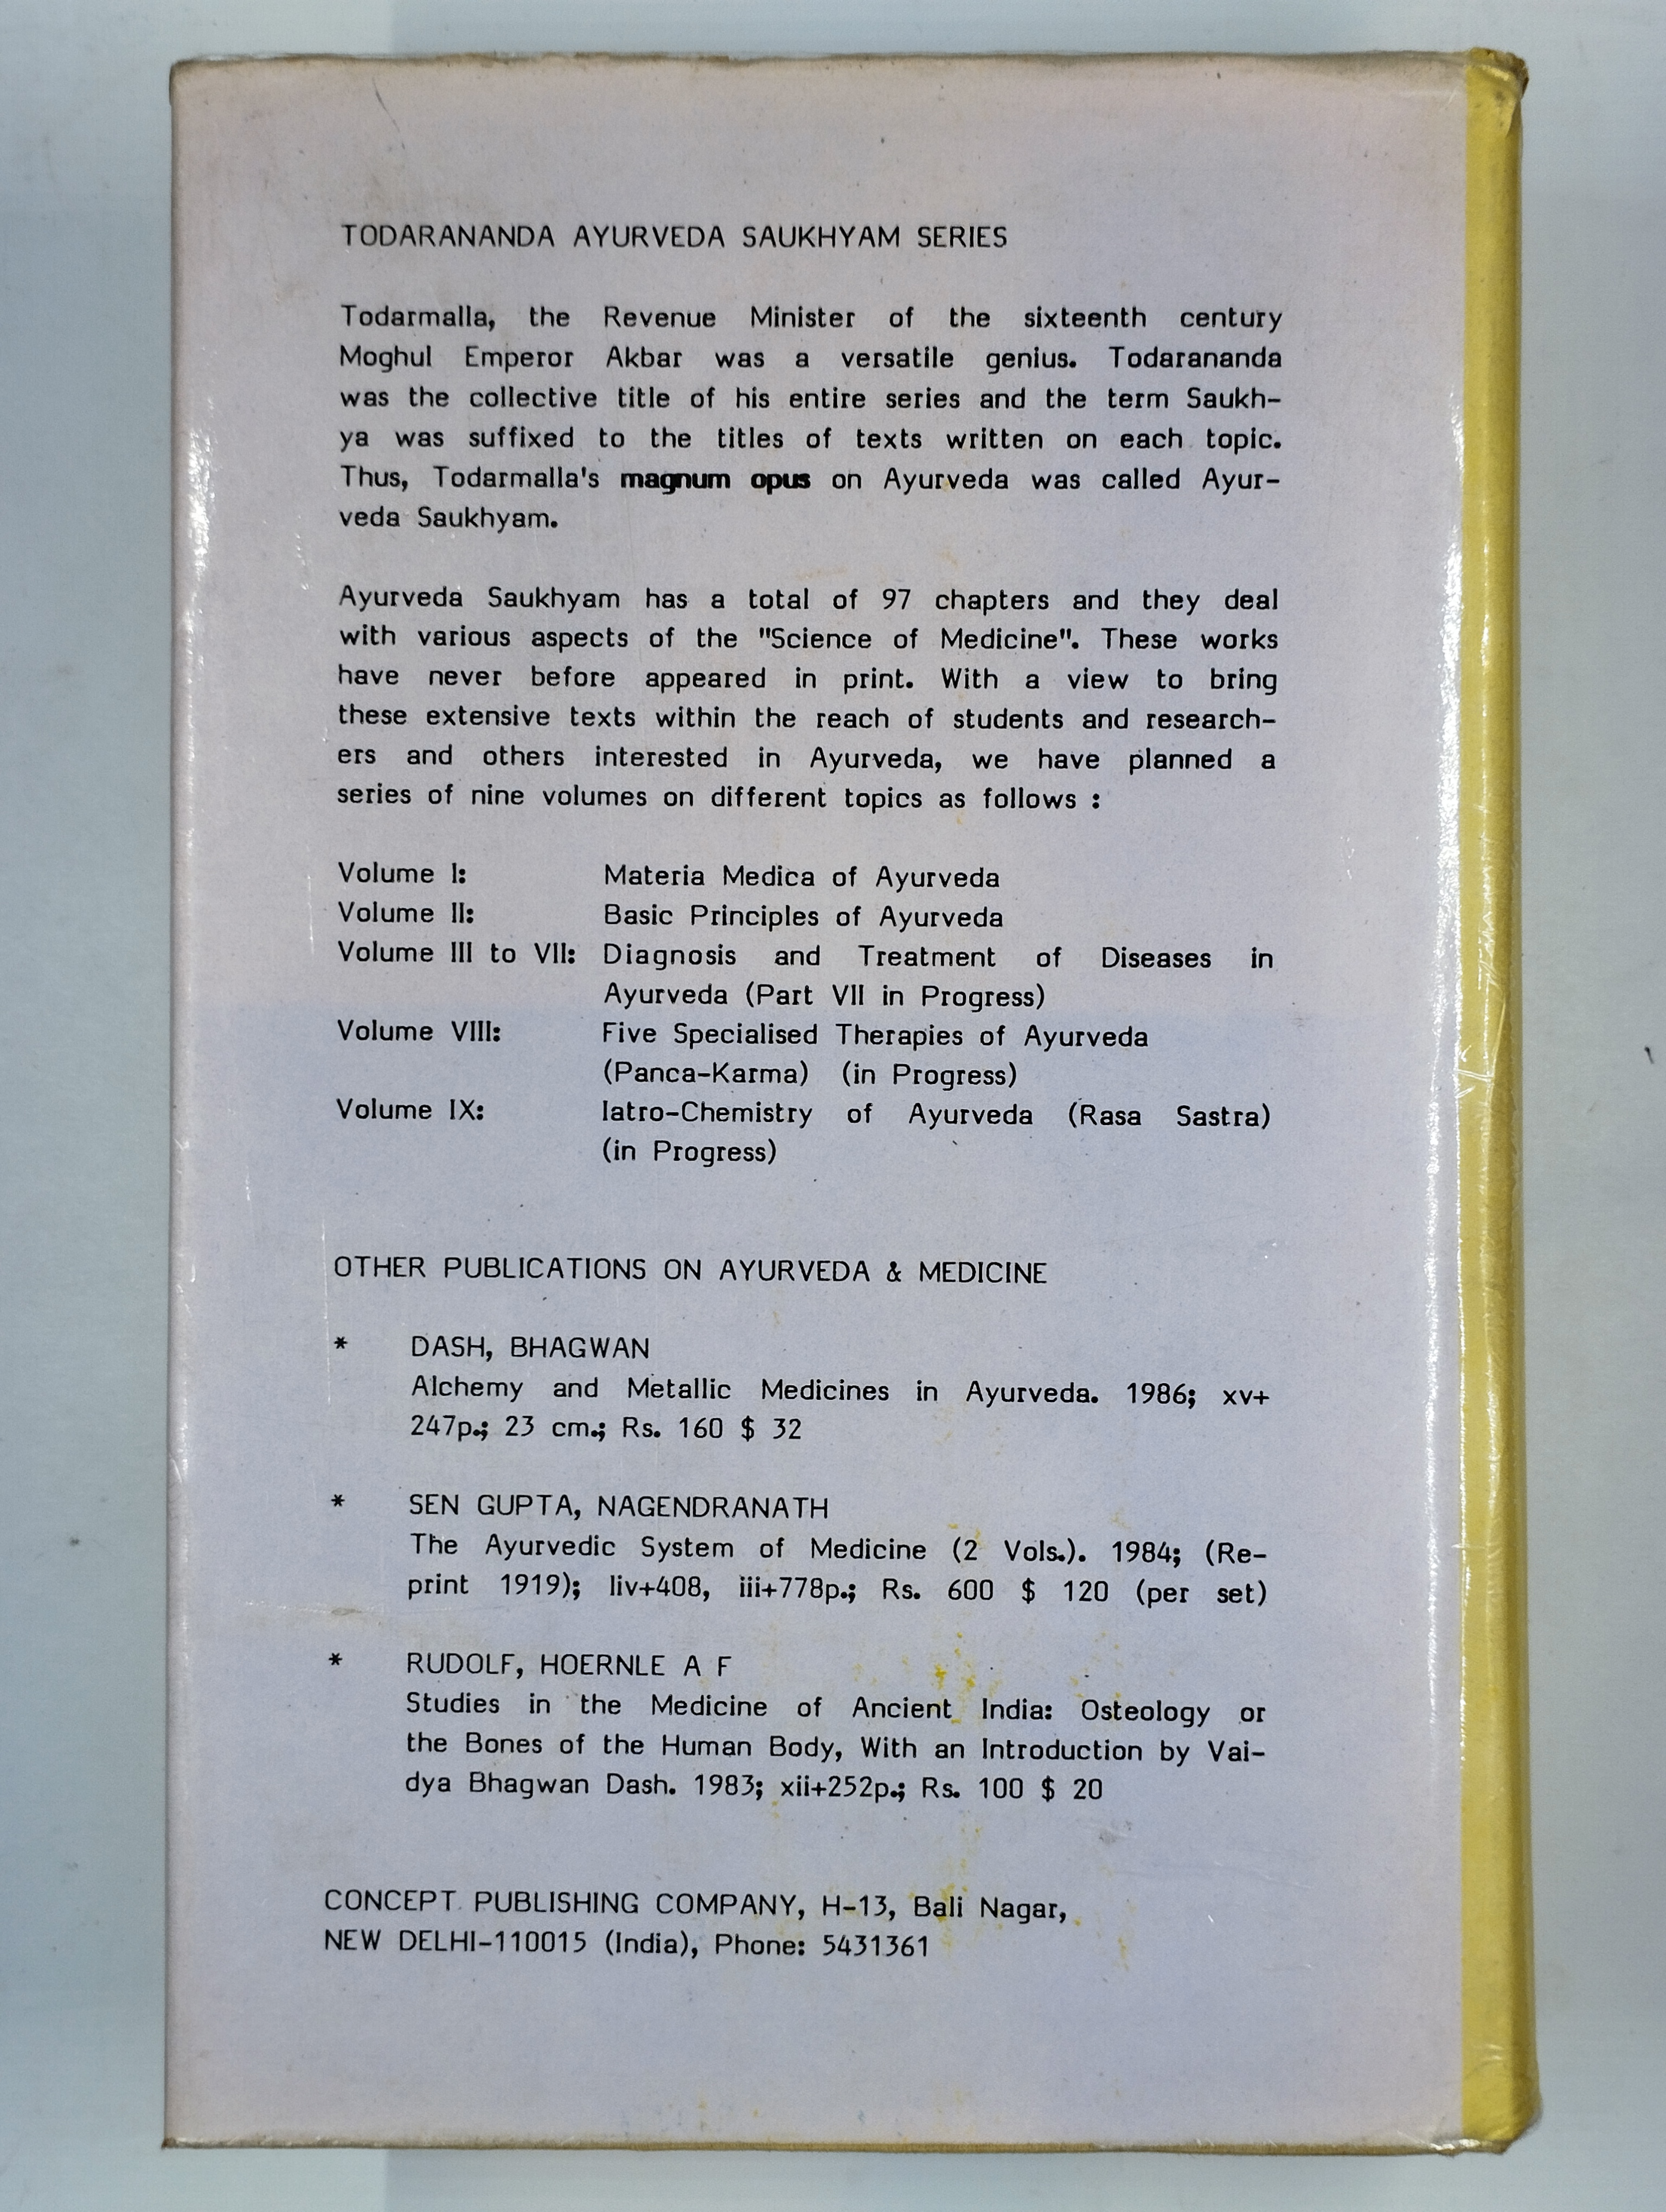 TODARANANDA AYURVEDA SAUKHYAM SERIES
Todarmalla, the Revenue Minister of the sixteenth century
Moghul Emperor Akbar was a versatile genius. Todarananda
was the collective title of his entire series and the term Saukh-
ya was suffixed to the titles of texts written on each topic.
Thus, Todarmalla's magnum opus on Ayurveda was called Ayur-
veda Saukhyam.
Ayurveda Saukhyam has a total of 97 chapters and they deal
with various aspects of the "Science of Medicine". These works
have never before appeared in print. With a view to bring
these extensive texts within the reach of students and research-
ers and others interested in Ayurveda, we have planned a
series of nine volumes on different topics as follows :
Volume I: Materia Medica of Ayurveda
Volume II: Basic Principles of Ayurveda
Volume III to VII: Diagnosis and Treatment of Diseases in
Ayurveda (Part VII in Progress)
Volume VIII: Five Specialised Therapies of Ayurveda
(Panca-Karma) (in Progress)
Volume IX: Iatro-Chemistry of Ayurveda (Rasa Sastra)
(in Progress)
OTHER PUBLICATIONS ON AYURVEDA & MEDICINE
* DASH, BHAGWAN
Alchemy and Metallic Medicines in Ayurveda. 1986; xv+
247p.; 23 cm.; Rs. 160 $ 32
* SEN GUPTA, NAGENDRANATH
The Ayurvedic System of Medicine (2 Vols.). 1984; (Re-
print 1919); liv+408, iii+778p.; Rs. 600 $ 120 (per set)
* RUDOLF, HOERNLE A F
Studies in the Medicine of Ancient India: Osteology or
the Bones of the Human Body, With an Introduction by Vai-
dya Bhagwan Dash. 1983; xii+252p.; Rs. 100 $ 20
CONCEPT PUBLISHING COMPANY, H-13, Bali Nagar,
NEW DELHI-110015 (India), Phone: 5431361